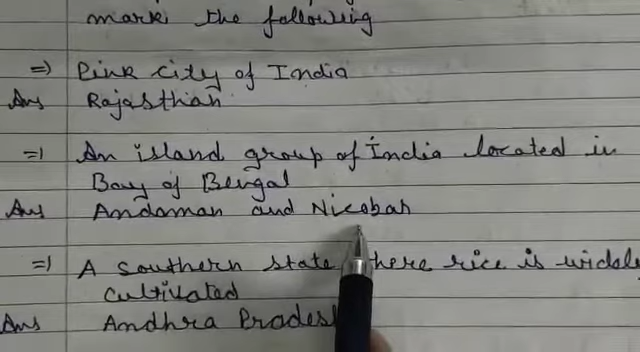 mark the following
=) Pink city of India
Ans Rajasthan
=) An island group of India located in
Bay of Bengal
Ans Andaman and Nicobar
=) A southern state here rice is widely
cultivated
Ans Andhra Pradesh